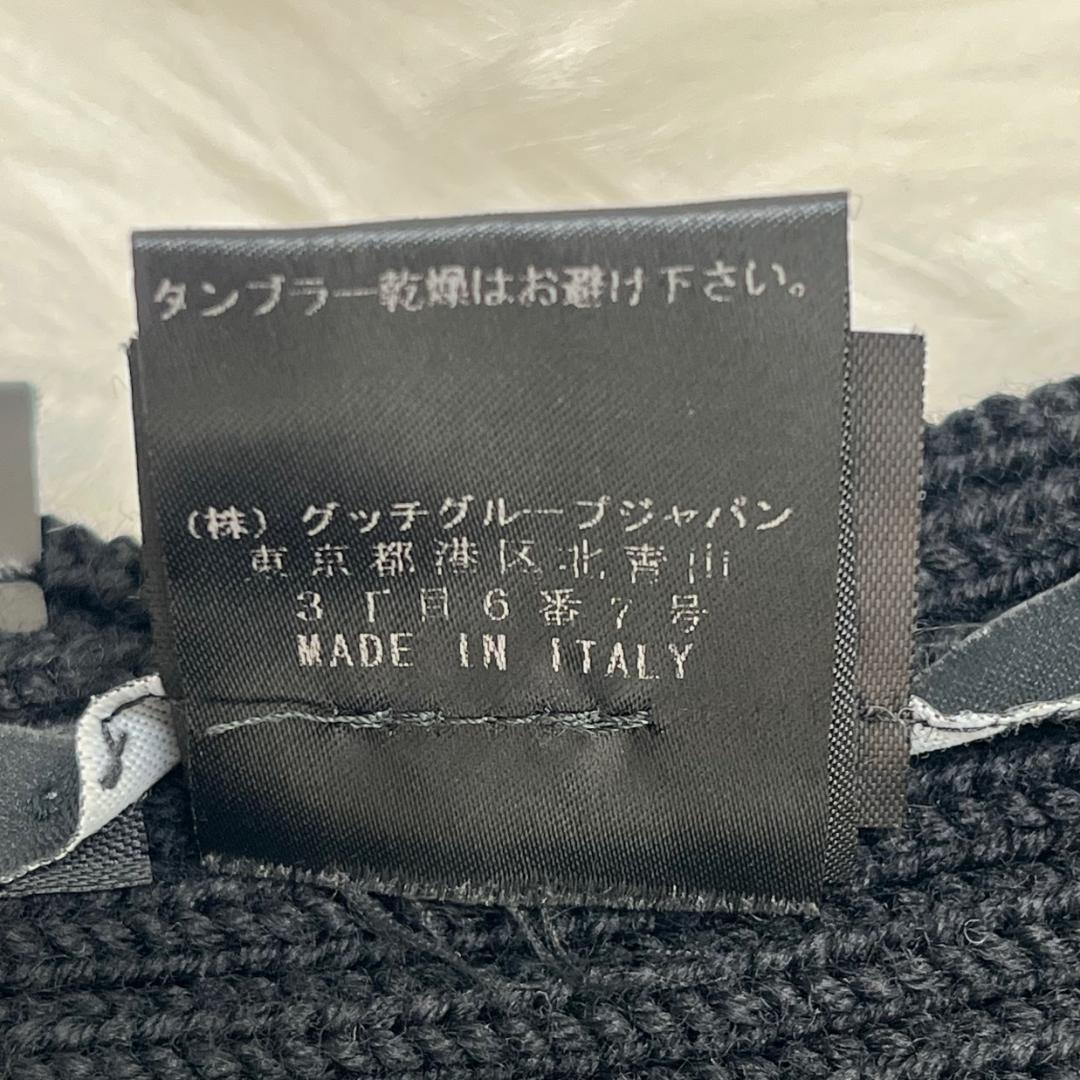 タンブラー乾燥はお避け下さい。
(株) グッチグループジャパン
東京都港区北青山
3丁目6番7号
MADE IN ITALY